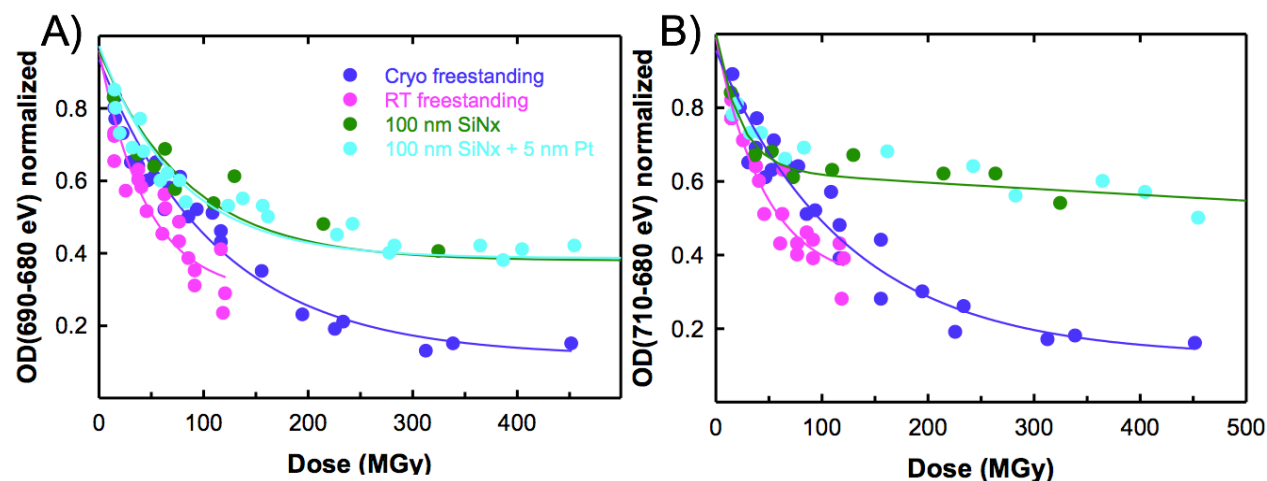 A)
OD(690-680 eV) normalized
0.8
0.6
0.4
0.2
Cryo freestanding
RT freestanding
100 nm SiNx
100 nm SiNx + 5 nm Pt
0 100 200 300 400
Dose (MGy)
B)
OD(710-680 eV) normalized
0.8
0.6
0.4
0.2
0 100 200 300 400 500
Dose (MGy)